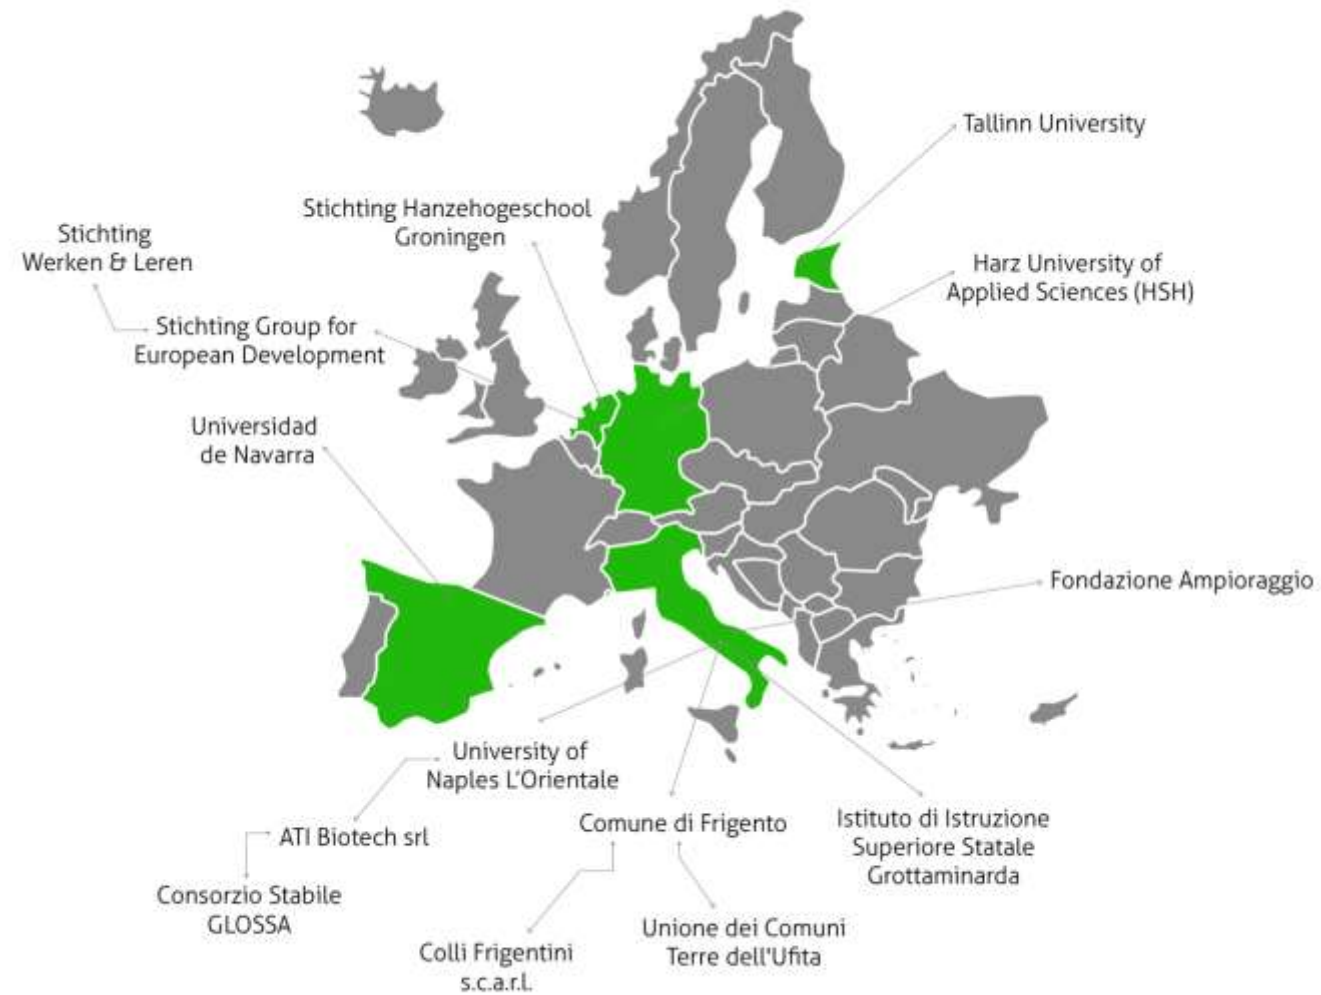 Tallinn University
Stichting Hanzehogeschool
Groningen
Stichting
Werken & Leren
Harz University of
Applied Sciences (HSH)
Stichting Group for
European Development
Universidad
de Navarra
Fondazione Ampioraggio
University of
Naples L'Orientale
ATI Biotech srl
Comune di Frigento
Istituto di Istruzione
Superiore Statale
Grottaminarda
Consorzio Stabile
GLOSSA
Unione dei Comuni
Terre dell'Ufita
Colli Frigentini
s.c.a.r.l.